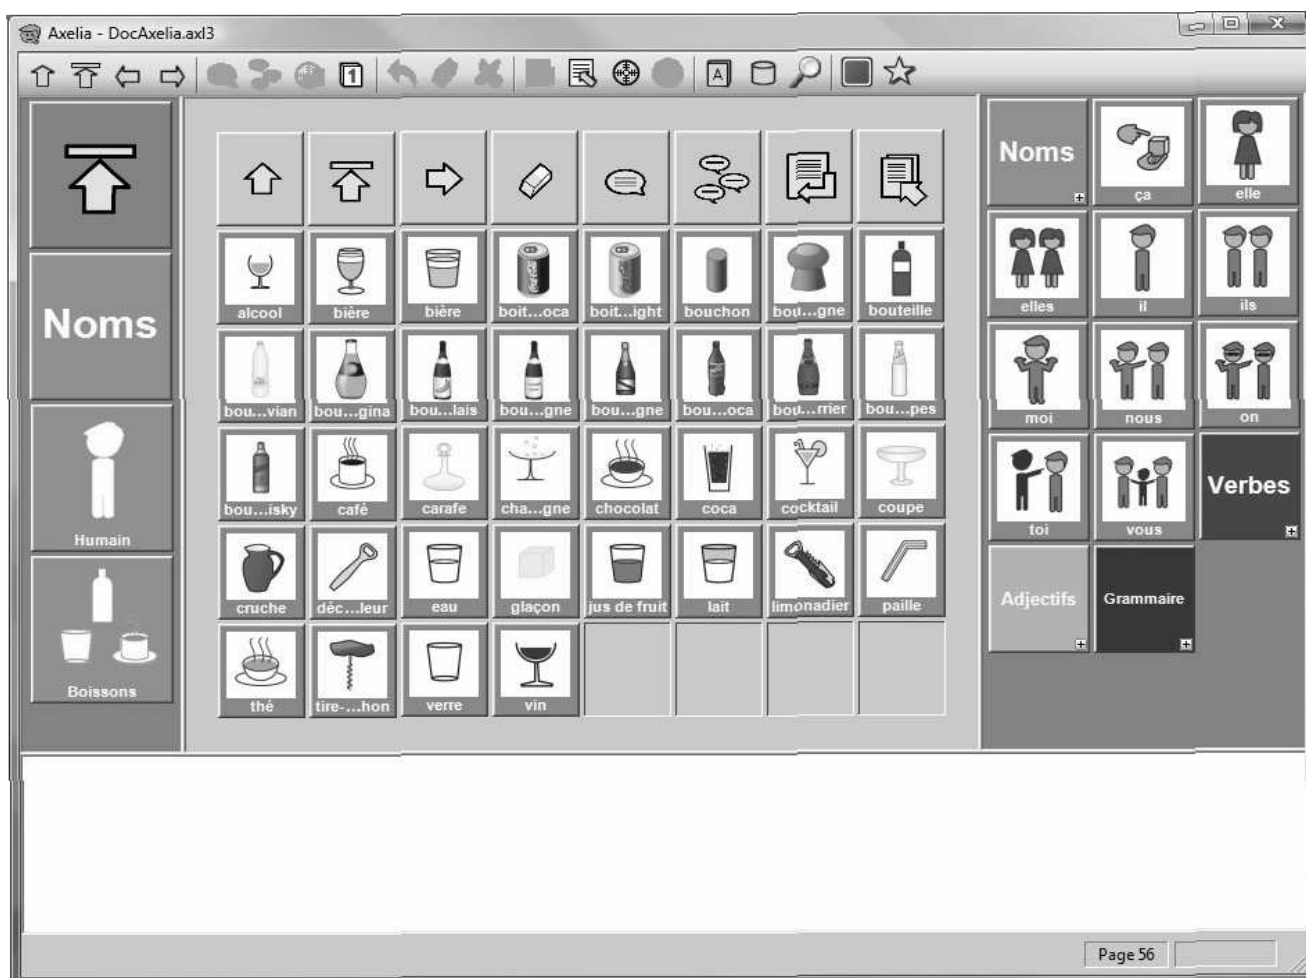 Axelia - DocAxelia.axl3
1
A
Noms
Humain
Boissons
alcool bière bière boit...oca boit...ight bouchon bou...gne bouteille
bou...vian bou...gina bou...lais bou...gne bou...gne bou...oca bou...rrier bou...pes
bou...isky café carafe cha...gne chocolat coca cocktail coupe
cruche déc...leur eau glaçon jus de fruit lait limonadier paille
thé tire-...hon verre vin
Noms ça elle
elles il ils
moi nous on
toi vous Verbes
Adjectifs Grammaire
Page 56